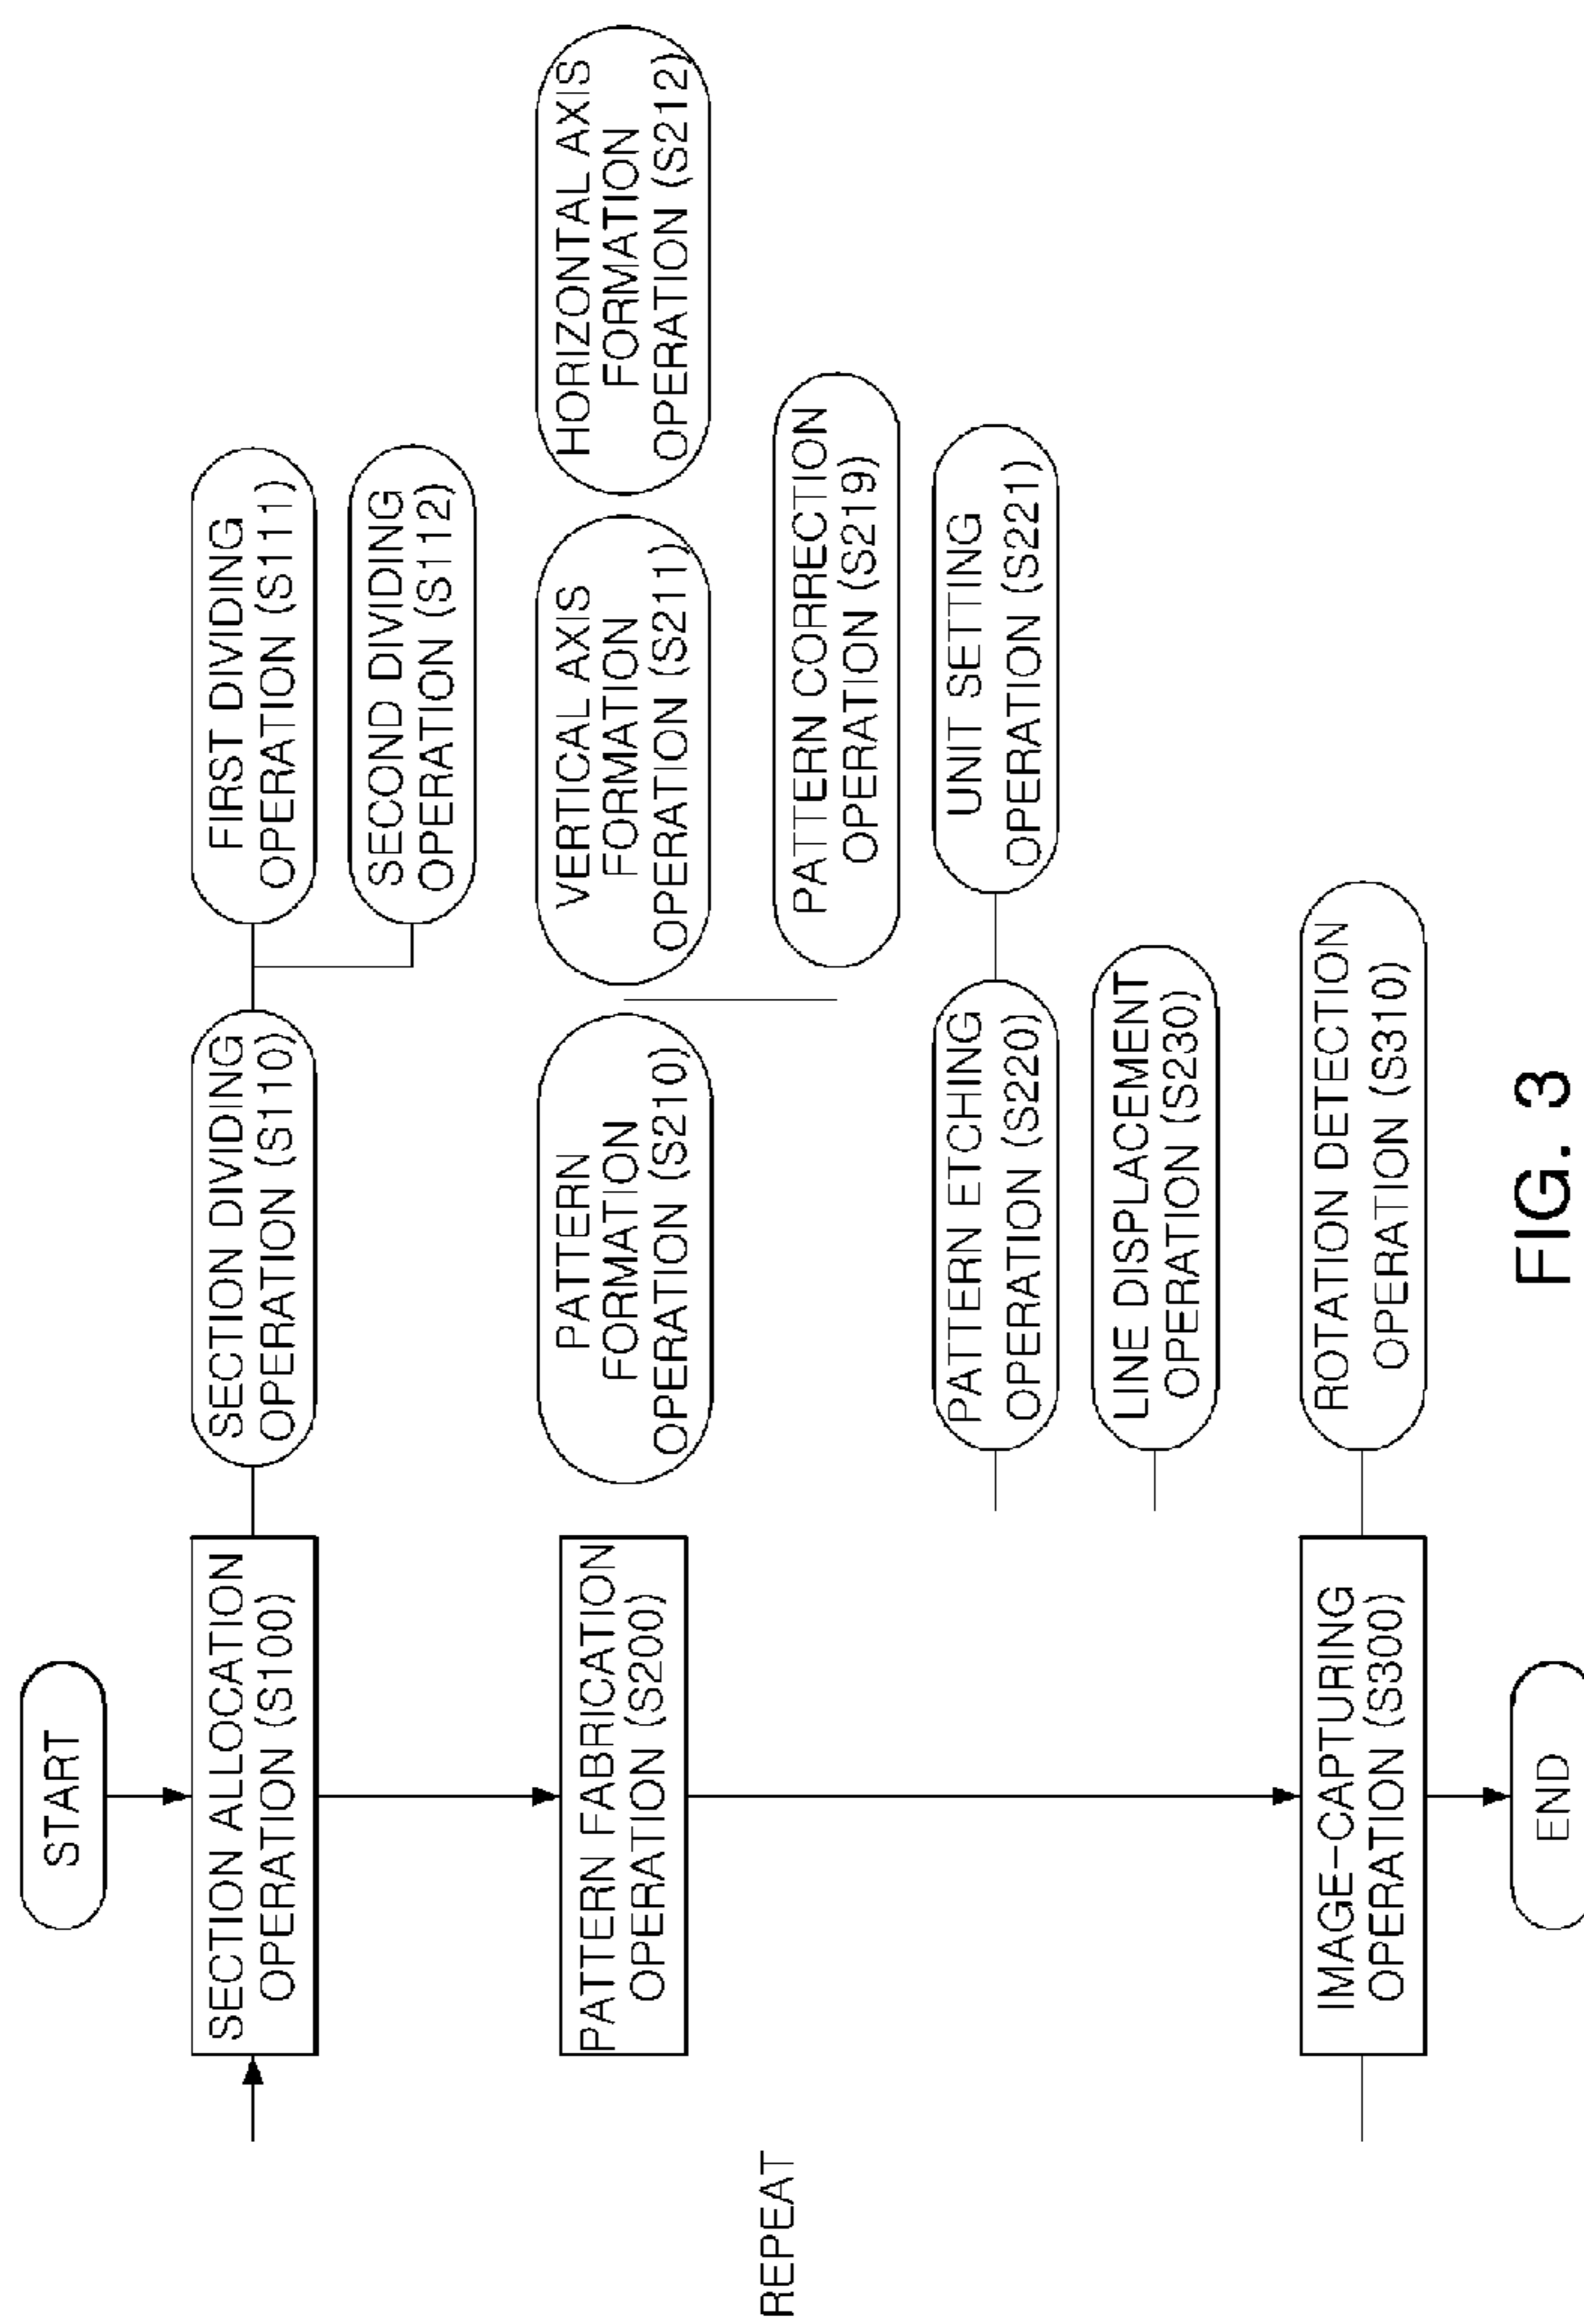 START
SECTION ALLOCATION
OPERATION (S100)
SECTION DIVIDING
OPERATION (S110)
FIRST DIVIDING
OPERATION (S111)
SECOND DIVIDING
OPERATION (S112)
PATTERN FABRICATION
OPERATION (S200)
PATTERN
FORMATION
OPERATION (S210)
VERTICAL AXIS
FORMATION
OPERATION (S211)
HORIZONTAL AXIS
FORMATION
OPERATION (S212)
PATTERN CORRECTION
OPERATION (S219)
REPEAT
PATTERN ETCHING
OPERATION (S220)
UNIT SETTING
OPERATION (S221)
LINE DISPLACEMENT
OPERATION (S230)
IMAGE-CAPTURING
OPERATION (S300)
ROTATION DETECTION
OPERATION (S310)
END
FIG. 3